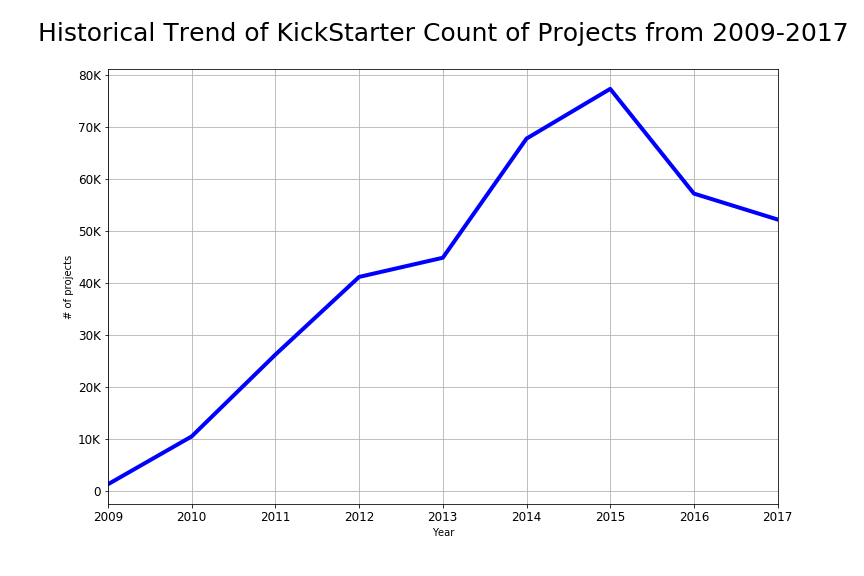 Historical Trend of KickStarter Count of Projects from 2009-2017
80K
70K
60K
50K
40K
30K
20K
10K
0
# of projects
2009 2010 2011 2012 2013 2014 2015 2016 2017
Year